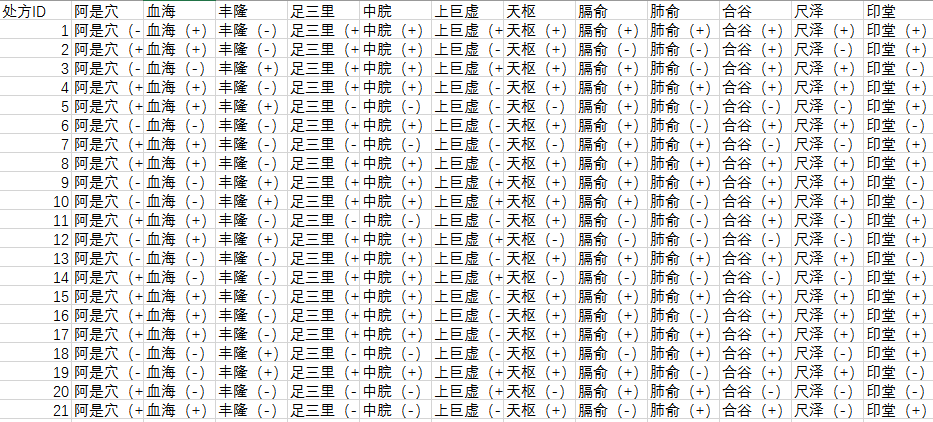 处方ID 阿是穴 血海 丰隆 足三里 中脘 上巨虚 天枢 膈俞 肺俞 合谷 尺泽 印堂
1 阿是穴（- 血海（+） 丰隆（-） 足三里（+ 中脘（+） 上巨虚（+ 天枢（+） 膈俞（+） 肺俞（+） 合谷（+） 尺泽（+） 印堂（+）
2 阿是穴（+ 血海（+） 丰隆（-） 足三里（+ 中脘（+） 上巨虚（- 天枢（+） 膈俞（-） 肺俞（-） 合谷（+） 尺泽（-） 印堂（+）
3 阿是穴（- 血海（-） 丰隆（+） 足三里（+ 中脘（+） 上巨虚（+ 天枢（+） 膈俞（+） 肺俞（-） 合谷（+） 尺泽（+） 印堂（-）
4 阿是穴（+ 血海（+） 丰隆（-） 足三里（+ 中脘（+） 上巨虚（- 天枢（+） 膈俞（+） 肺俞（+） 合谷（+） 尺泽（+） 印堂（+）
5 阿是穴（+ 血海（+） 丰隆（+） 足三里（- 中脘（-） 上巨虚（- 天枢（-） 膈俞（+） 肺俞（+） 合谷（-） 尺泽（-） 印堂（+）
6 阿是穴（- 血海（-） 丰隆（-） 足三里（+ 中脘（+） 上巨虚（- 天枢（+） 膈俞（+） 肺俞（-） 合谷（+） 尺泽（+） 印堂（-）
7 阿是穴（+ 血海（+） 丰隆（-） 足三里（- 中脘（-） 上巨虚（- 天枢（-） 膈俞（+） 肺俞（+） 合谷（-） 尺泽（-） 印堂（+）
8 阿是穴（+ 血海（+） 丰隆（-） 足三里（+ 中脘（+） 上巨虚（- 天枢（+） 膈俞（+） 肺俞（+） 合谷（+） 尺泽（+） 印堂（+）
9 阿是穴（- 血海（-） 丰隆（+） 足三里（+ 中脘（+） 上巨虚（+ 天枢（+） 膈俞（+） 肺俞（+） 合谷（+） 尺泽（-） 印堂（-）
10 阿是穴（- 血海（-） 丰隆（+） 足三里（+ 中脘（+） 上巨虚（+ 天枢（+） 膈俞（+） 肺俞（-） 合谷（+） 尺泽（+） 印堂（-）
11 阿是穴（+ 血海（+） 丰隆（-） 足三里（- 中脘（-） 上巨虚（- 天枢（+） 膈俞（-） 肺俞（-） 合谷（+） 尺泽（-） 印堂（+）
12 阿是穴（- 血海（+） 丰隆（+） 足三里（+ 中脘（+） 上巨虚（+ 天枢（-） 膈俞（-） 肺俞（-） 合谷（-） 尺泽（-） 印堂（+）
13 阿是穴（+ 血海（-） 丰隆（-） 足三里（+ 中脘（+） 上巨虚（- 天枢（+） 膈俞（+） 肺俞（+） 合谷（+） 尺泽（+） 印堂（+）
14 阿是穴（+ 血海（-） 丰隆（-） 足三里（+ 中脘（+） 上巨虚（+ 天枢（-） 膈俞（-） 肺俞（-） 合谷（-） 尺泽（-） 印堂（+）
15 阿是穴（+ 血海（+） 丰隆（-） 足三里（+ 中脘（+） 上巨虚（- 天枢（+） 膈俞（+） 肺俞（+） 合谷（+） 尺泽（+） 印堂（+）
16 阿是穴（+ 血海（+） 丰隆（-） 足三里（+ 中脘（+） 上巨虚（- 天枢（+） 膈俞（+） 肺俞（-） 合谷（+） 尺泽（+） 印堂（+）
17 阿是穴（+ 血海（+） 丰隆（-） 足三里（+ 中脘（+） 上巨虚（- 天枢（+） 膈俞（+） 肺俞（+） 合谷（+） 尺泽（+） 印堂（+）
18 阿是穴（- 血海（-） 丰隆（+） 足三里（- 中脘（-） 上巨虚（- 天枢（+） 膈俞（-） 肺俞（+） 合谷（+） 尺泽（-） 印堂（+）
19 阿是穴（- 血海（-） 丰隆（+） 足三里（+ 中脘（+） 上巨虚（- 天枢（+） 膈俞（+） 肺俞（-） 合谷（+） 尺泽（+） 印堂（-）
20 阿是穴（+ 血海（-） 丰隆（-） 足三里（+ 中脘（-） 上巨虚（+ 天枢（-） 膈俞（+） 肺俞（+） 合谷（-） 尺泽（-） 印堂（-）
21 阿是穴（+ 血海（+） 丰隆（-） 足三里（- 中脘（-） 上巨虚（- 天枢（+） 膈俞（-） 肺俞（+） 合谷（+） 尺泽（-） 印堂（+）